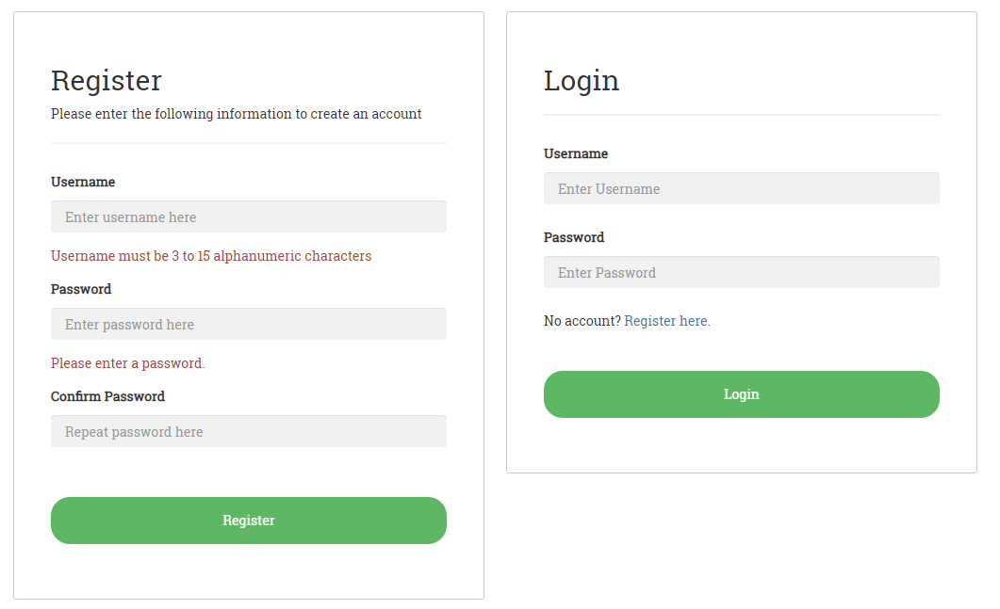 Register
Please enter the following information to create an account
Username
Enter username here
Username must be 3 to 15 alphanumeric characters
Password
Enter password here
Please enter a password.
Confirm Password
Repeat password here
Register
Login
Username
Enter Username
Password
Enter Password
No account? Register here.
Login